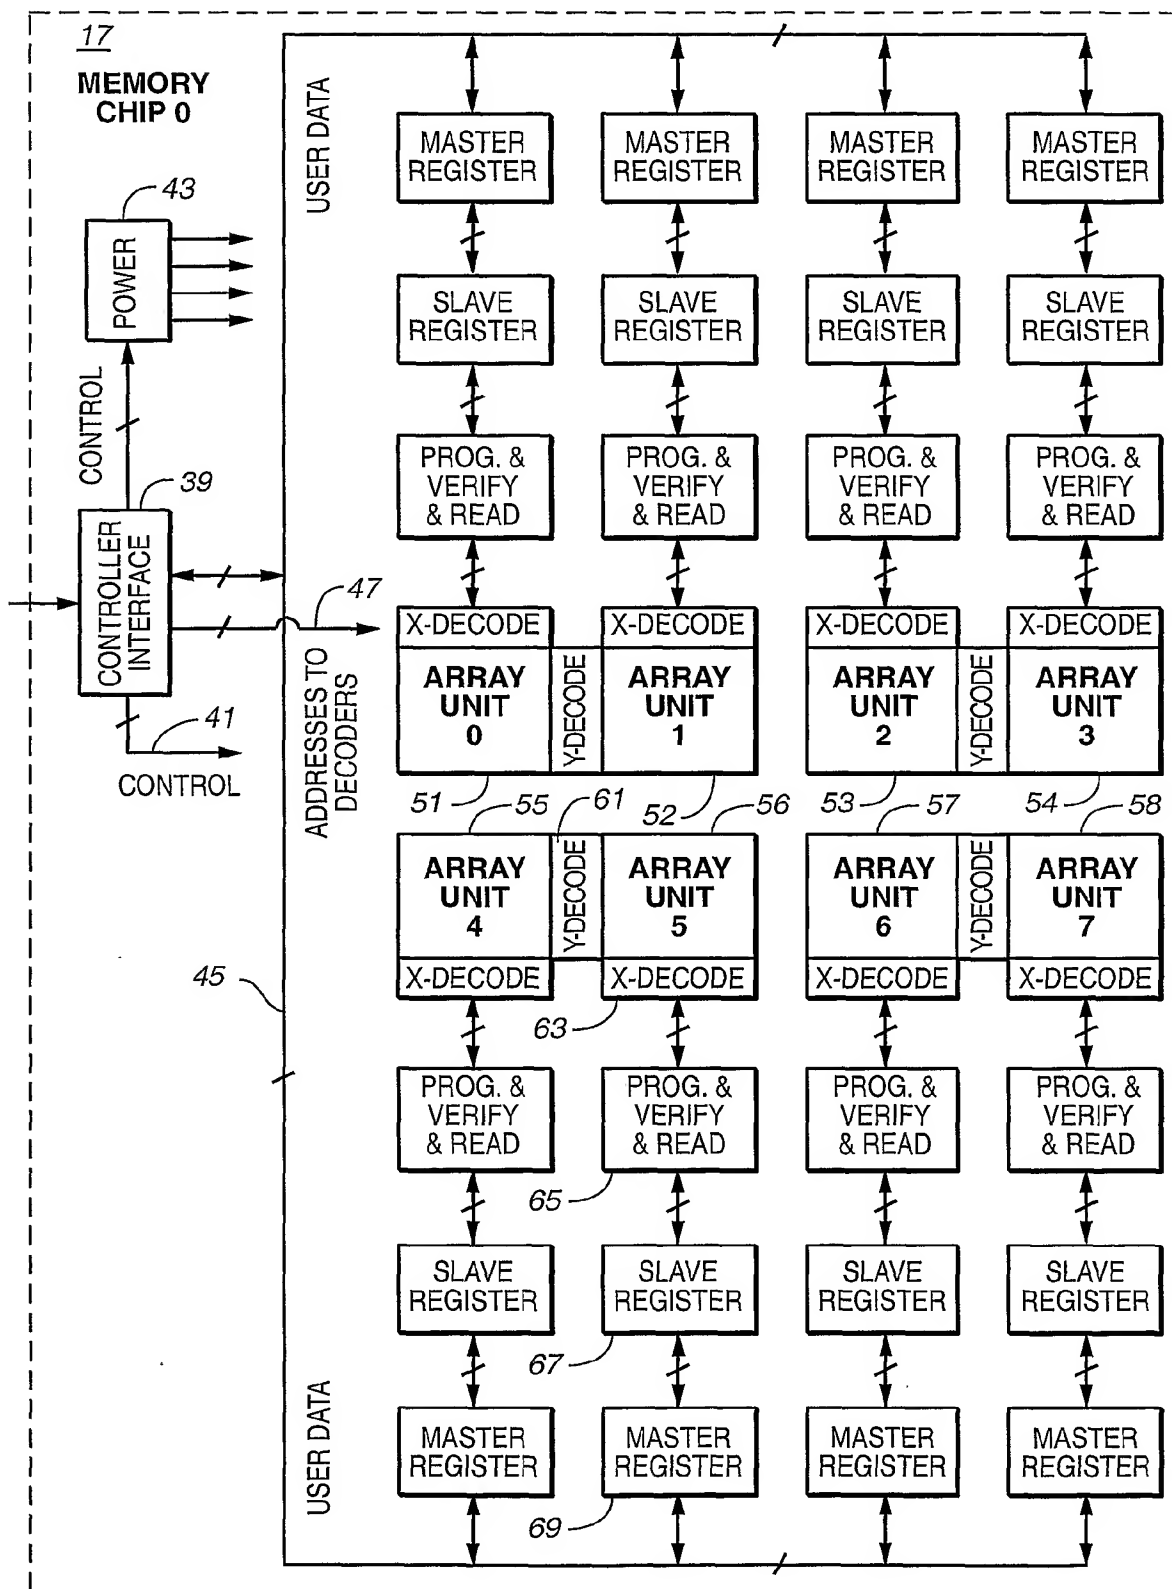 17
MEMORY
CHIP 0
USER DATA
MASTER
REGISTER
MASTER
REGISTER
MASTER
REGISTER
MASTER
REGISTER
43
POWER
SLAVE
REGISTER
SLAVE
REGISTER
SLAVE
REGISTER
SLAVE
REGISTER
CONTROL
39
CONTROLLER
INTERFACE
PROG. &
VERIFY
& READ
PROG. &
VERIFY
& READ
PROG. &
VERIFY
& READ
PROG. &
VERIFY
& READ
47
ADDRESSES TO
DECODERS
41
CONTROL
X-DECODE
X-DECODE
X-DECODE
X-DECODE
ARRAY
UNIT
0
Y-DECODE
ARRAY
UNIT
1
ARRAY
UNIT
2
Y-DECODE
ARRAY
UNIT
3
51
55
61
52
56
53
57
54
58
ARRAY
UNIT
4
Y-DECODE
ARRAY
UNIT
5
ARRAY
UNIT
6
Y-DECODE
ARRAY
UNIT
7
X-DECODE
X-DECODE
X-DECODE
X-DECODE
45
63
PROG. &
VERIFY
& READ
PROG. &
VERIFY
& READ
PROG. &
VERIFY
& READ
PROG. &
VERIFY
& READ
65
SLAVE
REGISTER
SLAVE
REGISTER
SLAVE
REGISTER
SLAVE
REGISTER
67
USER DATA
MASTER
REGISTER
MASTER
REGISTER
MASTER
REGISTER
MASTER
REGISTER
69